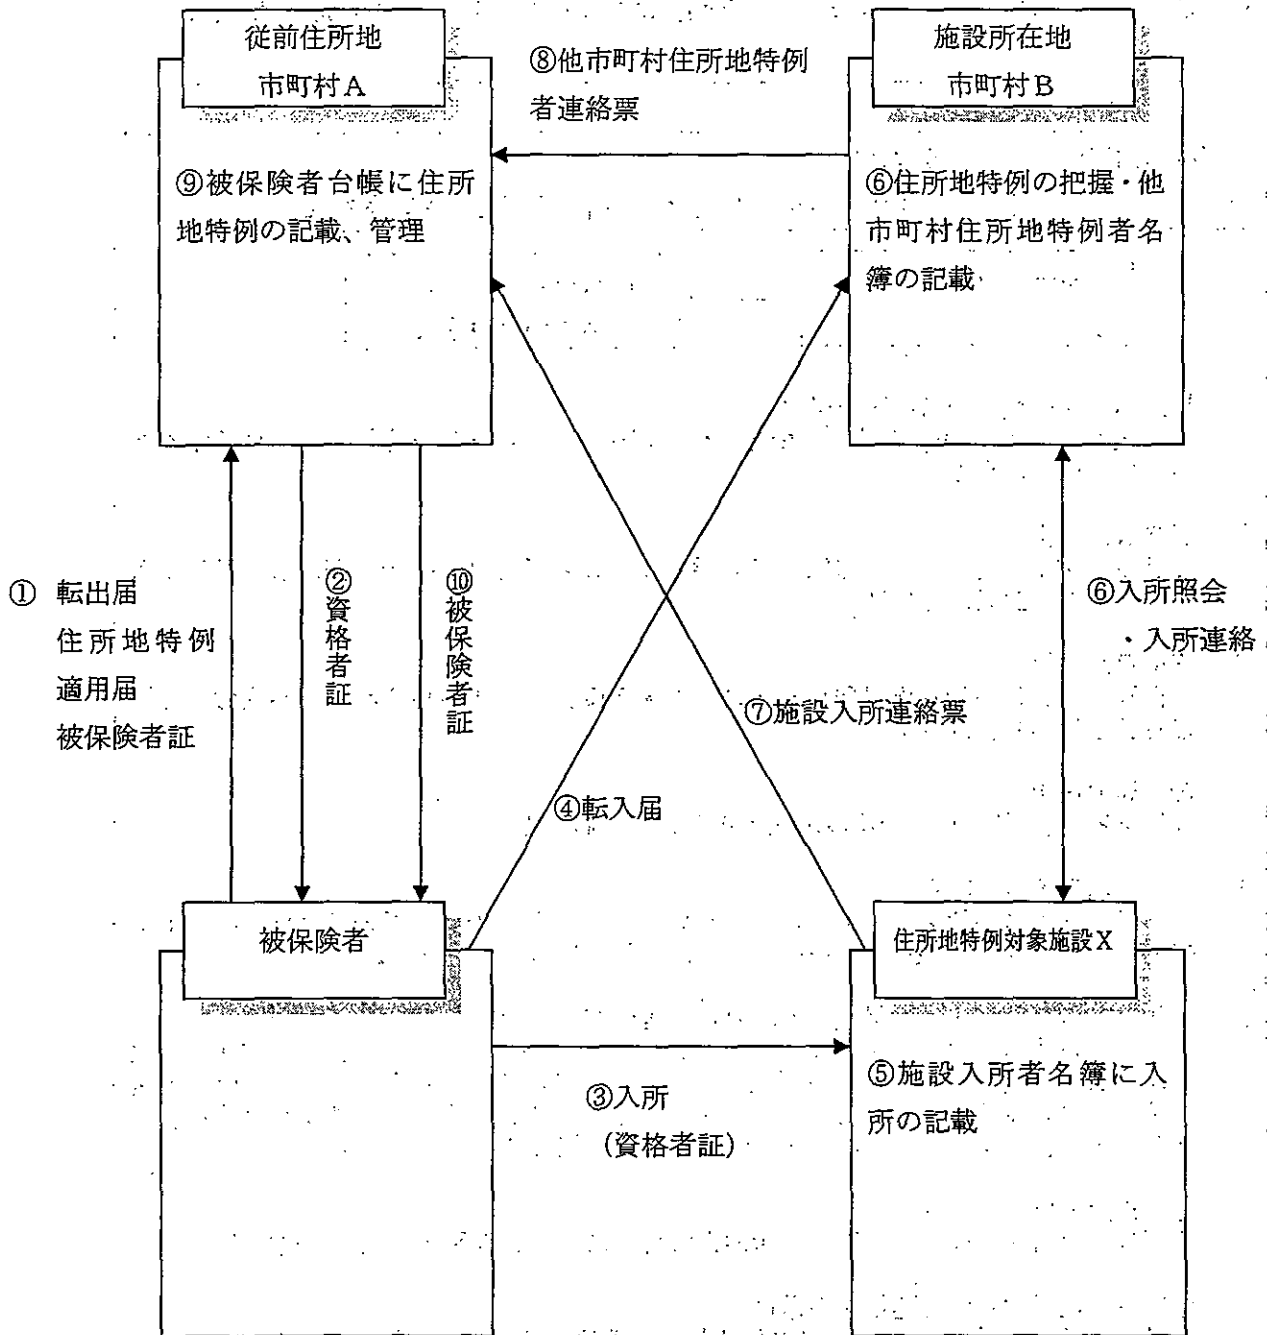 従前住所地
市町村A
⑧他市町村住所地特例
者連絡票
施設所在地
市町村B
⑨被保険者台帳に住所
地特例の記載、管理
⑥住所地特例の把握・他
市町村住所地特例者名
簿の記載
① 転出届
住所地特例
適用届
被保険者証
②資格者証
⑩被保険者証
⑥入所照会
・入所連絡
⑦施設入所連絡票
④転入届
被保険者
住所地特例対象施設X
③入所
(資格者証)
⑤施設入所者名簿に入
所の記載